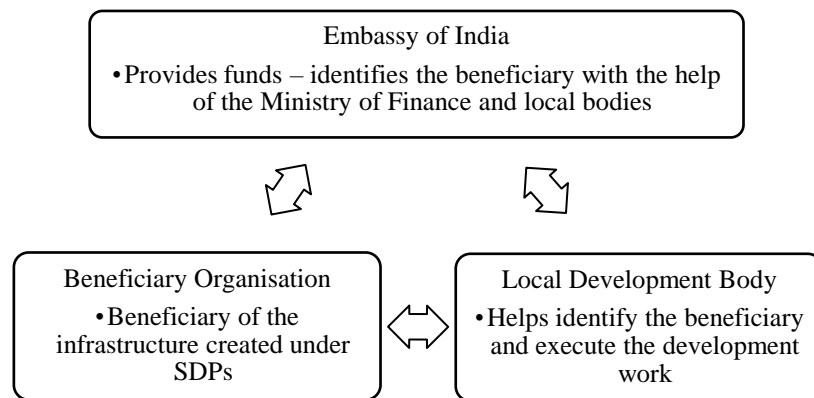 Embassy of India
•Provides funds – identifies the beneficiary with the help
of the Ministry of Finance and local bodies
Beneficiary Organisation
•Beneficiary of the
infrastructure created under
SDPs
Local Development Body
•Helps identify the beneficiary
and execute the development
work